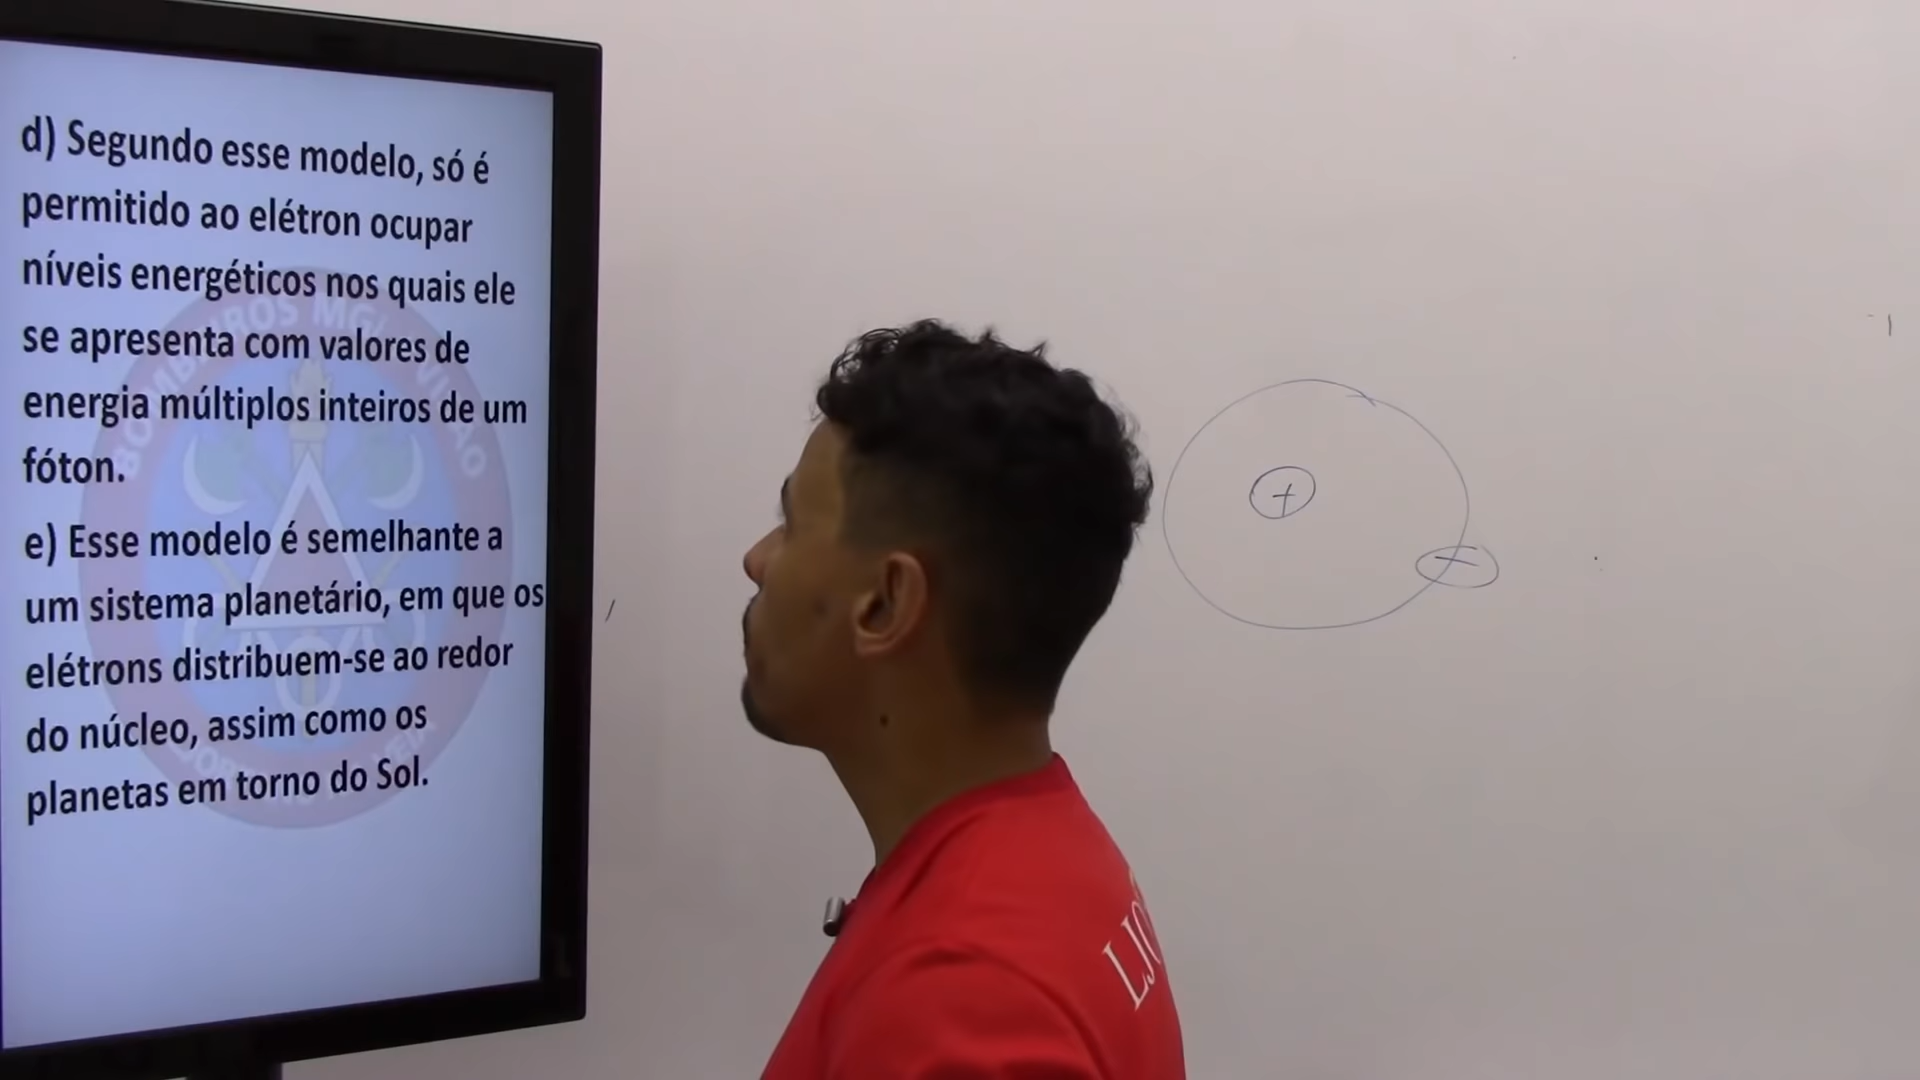 d) Segundo esse modelo, só é
permitido ao elétron ocupar
níveis energéticos nos quais ele
se apresenta com valores de
energia múltiplos inteiros de um
fóton.
e) Esse modelo é semelhante a
um sistema planetário, em que os
elétrons distribuem-se ao redor
do núcleo, assim como os
planetas em torno do Sol.
+
−